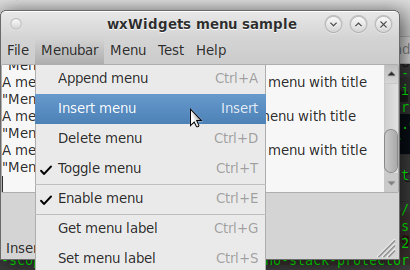 wxWidgets menu sample
File Menubar Menu Test Help
Append menu Ctrl+A
Insert menu Insert
Delete menu Ctrl+D
Toggle menu Ctrl+T
Enable menu Ctrl+E
Get menu label Ctrl+G
Set menu label Ctrl+S
A me menu with title
"Men
A me menu with title
"Men
A me menu with title
"Men
Inser